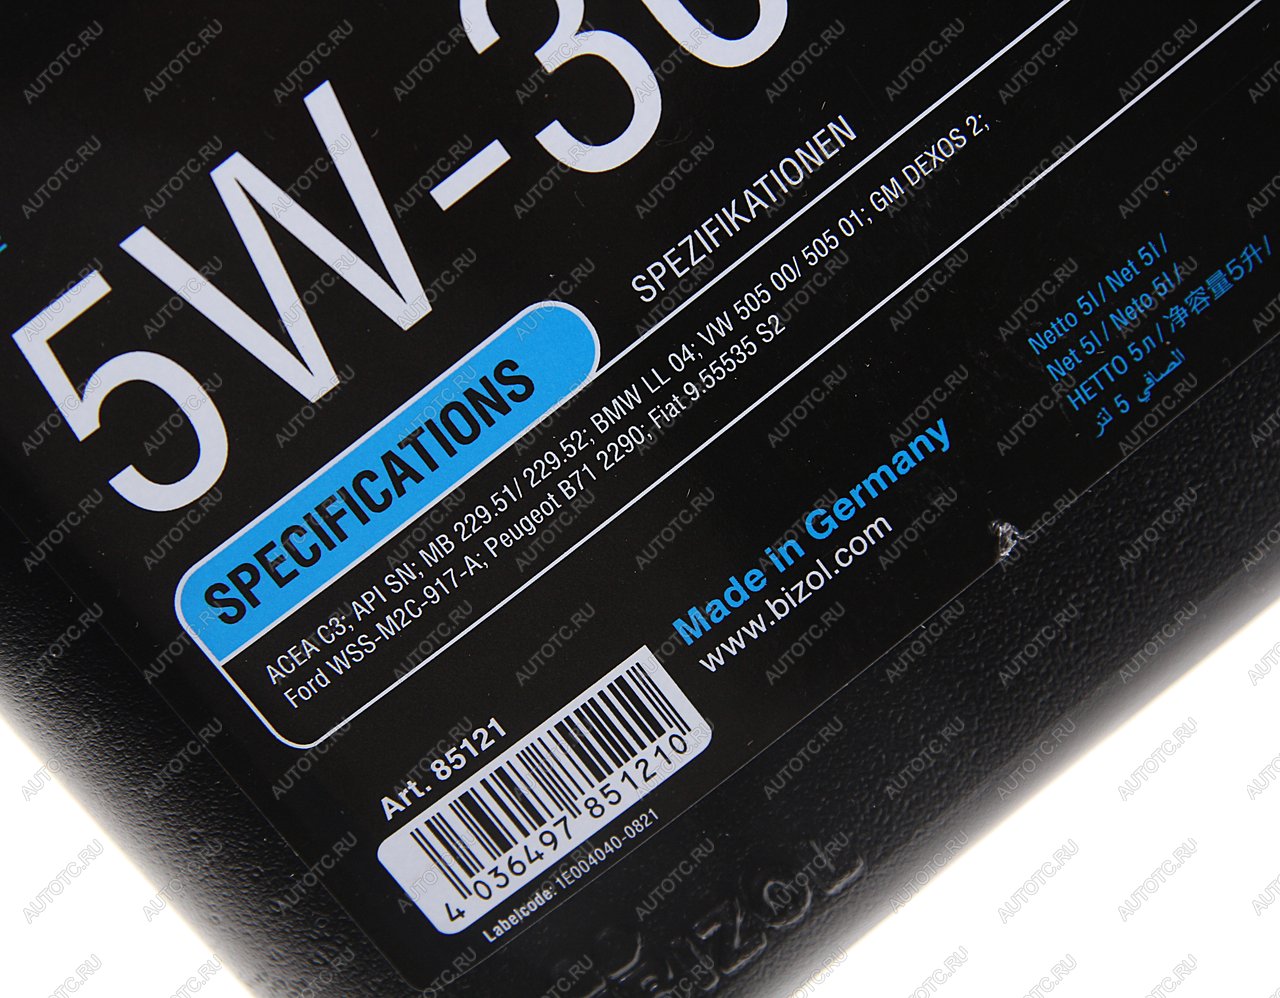 5W-30
SPECIFICATIONS
SPEZIFIKATIONEN
ACEA C3; API SN; MB 229.51/ 229.52; BMW LL 04; VW 505 00/ 505 01; GM DEXOS 2;
Ford WSS-M2C-917-A; Peugeot B71 2290; Fiat 9.55535 S2
Netto 5l / Net 5l /
Net 5l / Neto 5l /
НЕТТО 5л / 净容量5升/
الصافي 5 لتر
Made in Germany
www.bizol.com
Art. 85121
4 036497 851210
Labelcode: 1E004040-0821
BIZOL
AUTOTC.RU